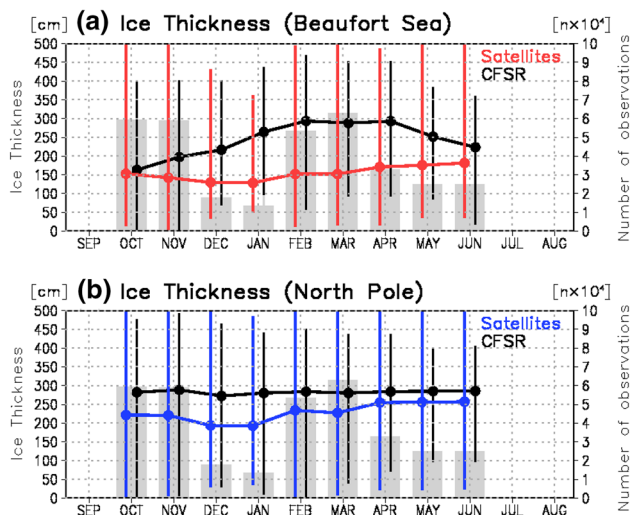 (a) Ice Thickness (Beaufort Sea)
[cm]
[n×10⁴]
Satellites
CFSR
500
450
400
350
300
250
200
150
100
50
0
Ice Thickness
10
9
8
7
6
5
4
3
2
1
0
Number of observations
SEP OCT NOV DEC JAN FEB MAR APR MAY JUN JUL AUG
(b) Ice Thickness (North Pole)
[cm]
[n×10⁴]
Satellites
CFSR
500
450
400
350
300
250
200
150
100
50
0
Ice Thickness
10
9
8
7
6
5
4
3
2
1
0
Number of observations
SEP OCT NOV DEC JAN FEB MAR APR MAY JUN JUL AUG